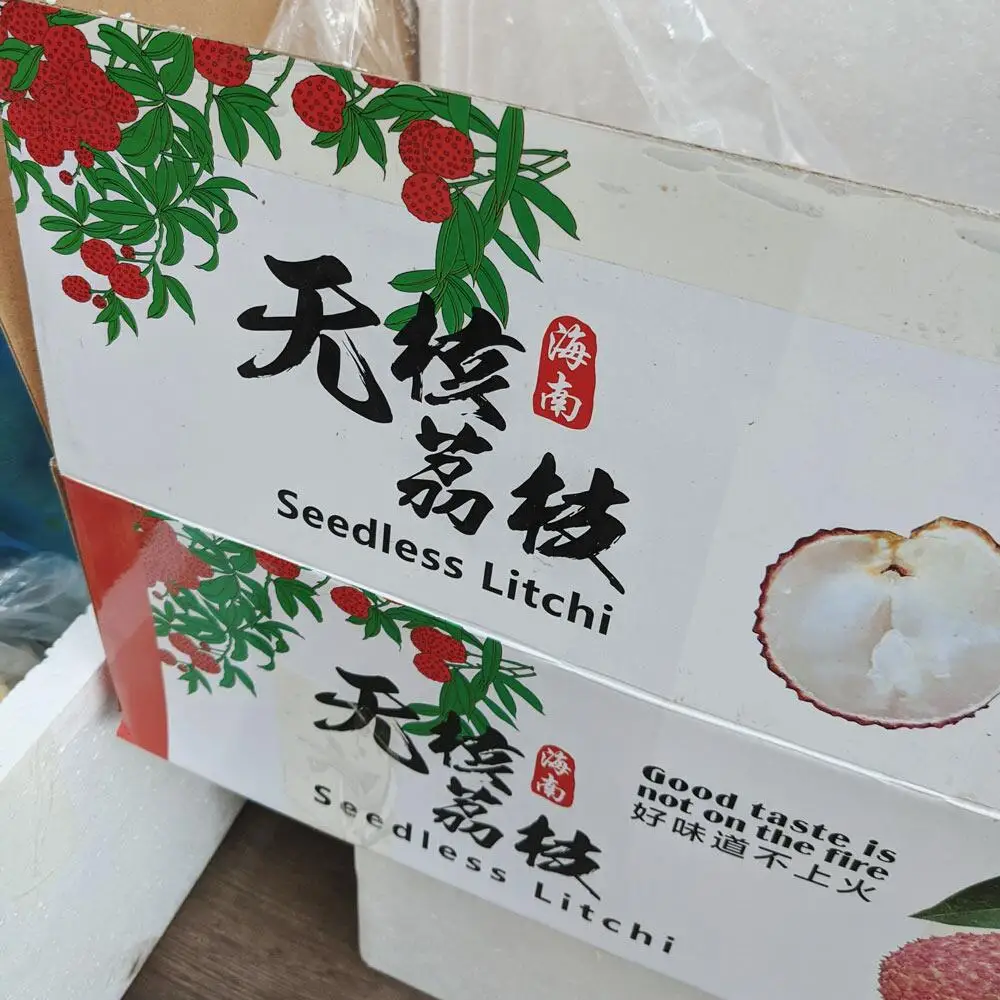 无核
荔枝
海南
Seedless Litchi
无核
荔枝
海南
Seedless Litchi
Good taste is
not on the fire
好味道不上火